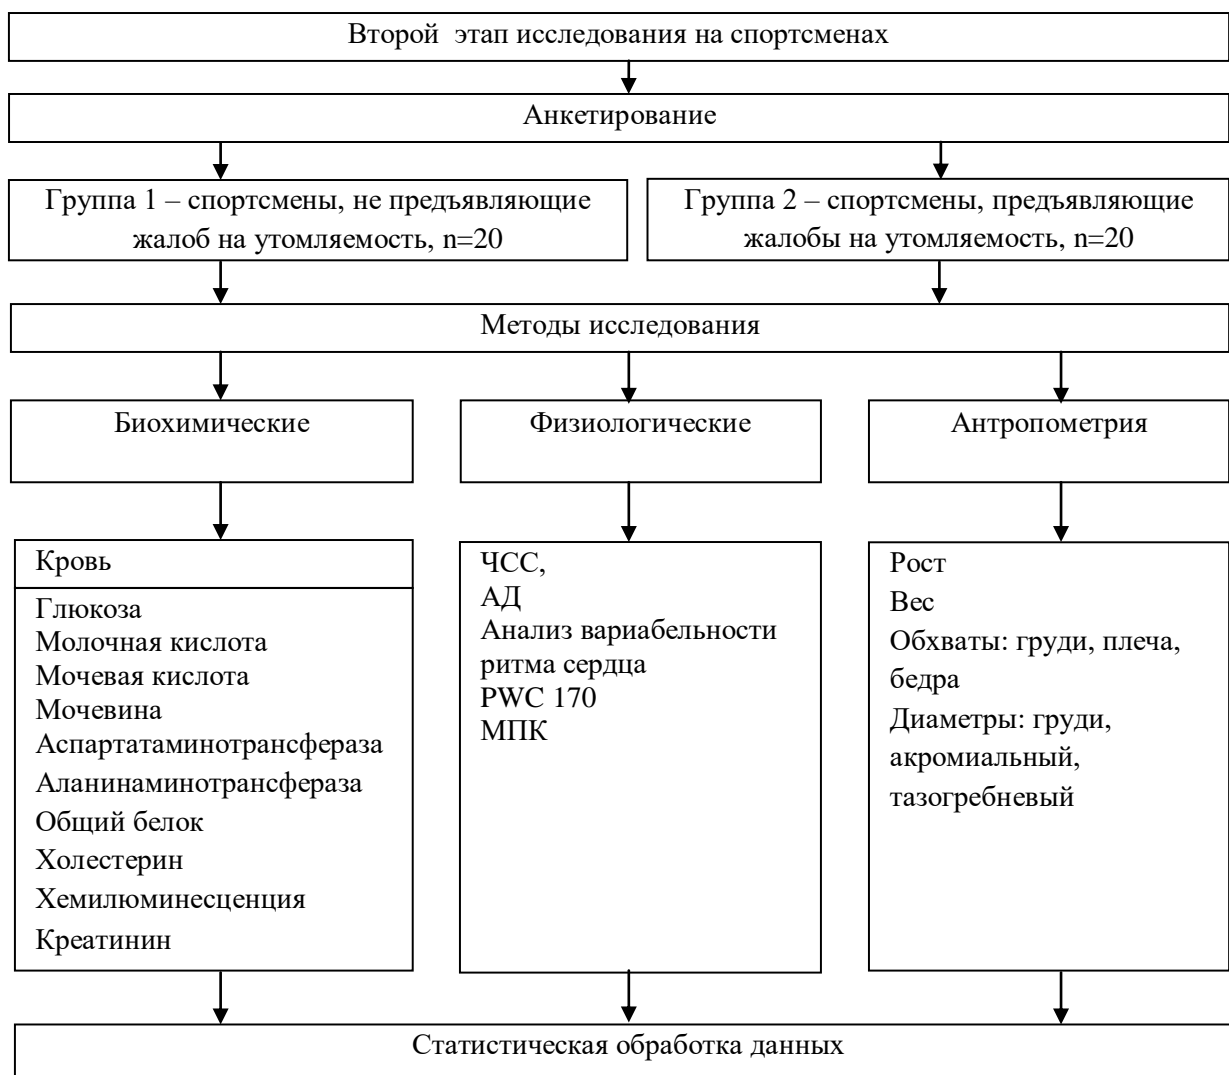 Второй этап исследования на спортсменах
Анкетирование
Группа 1 – спортсмены, не предъявляющие
жалоб на утомляемость, n=20
Группа 2 – спортсмены, предъявляющие
жалобы на утомляемость, n=20
Методы исследования
Биохимические
Физиологические
Антропометрия
Кровь
Глюкоза
Молочная кислота
Мочевая кислота
Мочевина
Аспартатаминотрансфераза
Аланинаминотрансфераза
Общий белок
Холестерин
Хемилюминесценция
Креатинин
ЧСС,
АД
Анализ вариабельности
ритма сердца
PWC 170
МПК
Рост
Вес
Обхваты: груди, плеча,
бедра
Диаметры: груди,
акромиальный,
тазогребневый
Статистическая обработка данных